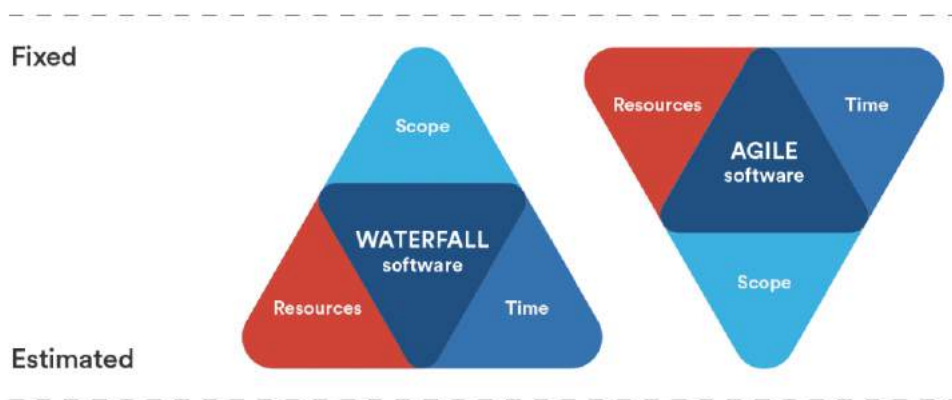 Fixed
Scope
WATERFALL
software
Resources
Time
Resources
Time
AGILE
software
Scope
Estimated